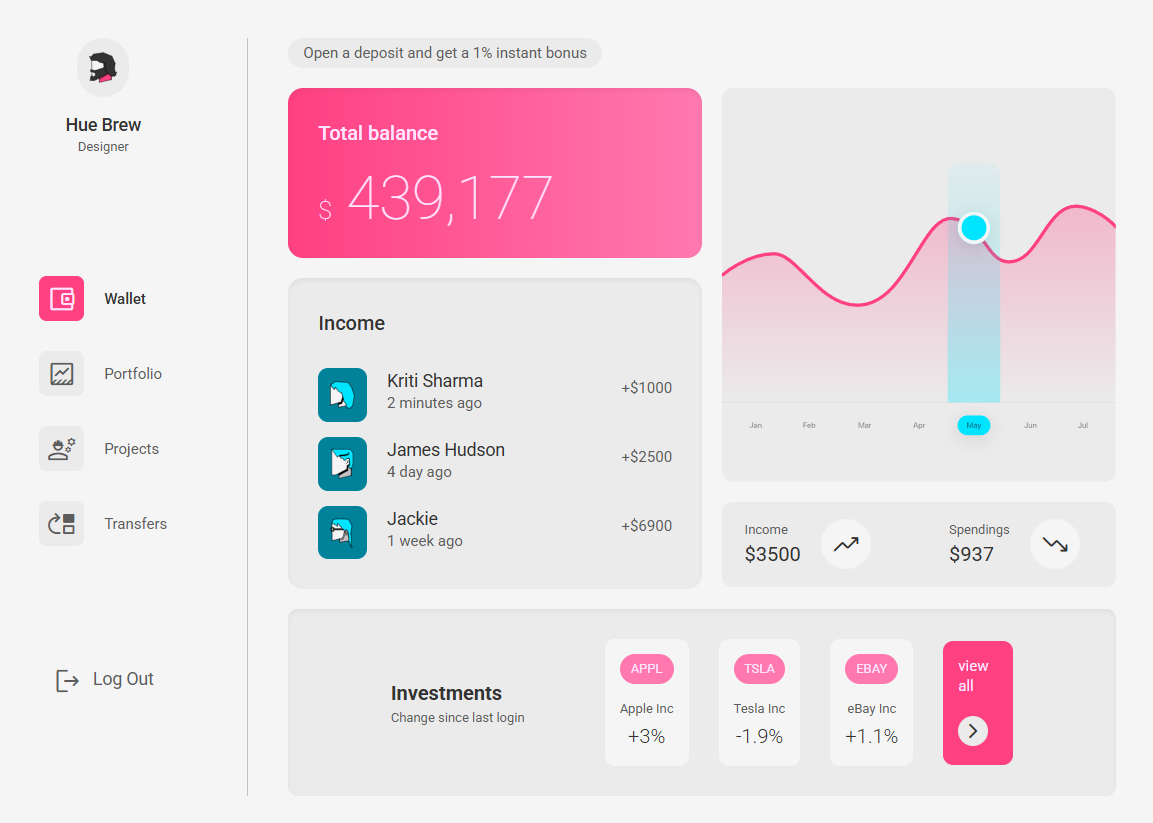 Hue Brew
Designer
Wallet
Portfolio
Projects
Transfers
Log Out
Open a deposit and get a 1% instant bonus
Total balance
$ 439,177
Income
Kriti Sharma
2 minutes ago
+$1000
James Hudson
4 day ago
+$2500
Jackie
1 week ago
+$6900
Jan Feb Mar Apr May Jun Jul
Income
$3500
Spendings
$937
Investments
Change since last login
APPL
Apple Inc
+3%
TSLA
Tesla Inc
-1.9%
EBAY
eBay Inc
+1.1%
view
all